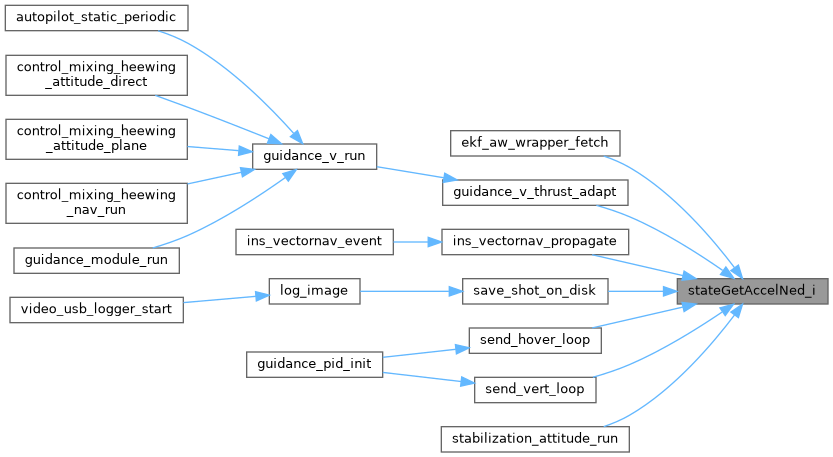 autopilot_static_periodic
control_mixing_heewing
_attitude_direct
control_mixing_heewing
_attitude_plane
control_mixing_heewing
_nav_run
guidance_module_run
video_usb_logger_start
guidance_v_run
ins_vectornav_event
log_image
guidance_pid_init
ekf_aw_wrapper_fetch
guidance_v_thrust_adapt
ins_vectornav_propagate
save_shot_on_disk
send_hover_loop
send_vert_loop
stabilization_attitude_run
stateGetAccelNed_i